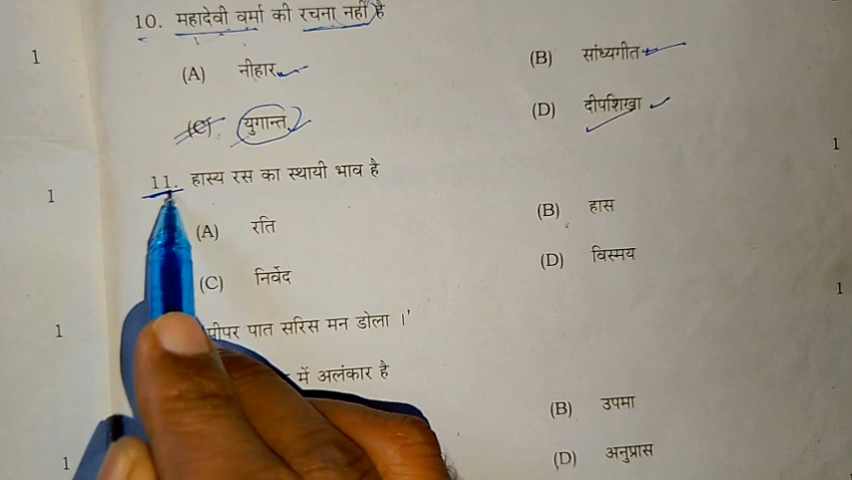 10. महादेवी वर्मा की रचना नहीं है
1
(A) नीहार (B) सांध्यगीत
(C) युगान्त (D) दीपशिखा
1
11. हास्य रस का स्थायी भाव है
1
(A) रति (B) हास
(C) निर्वेद (D) विस्मय
1
पीपर पात सरिस मन डोला ।'
1
में अलंकार है
(B) उपमा
1
(D) अनुप्रास